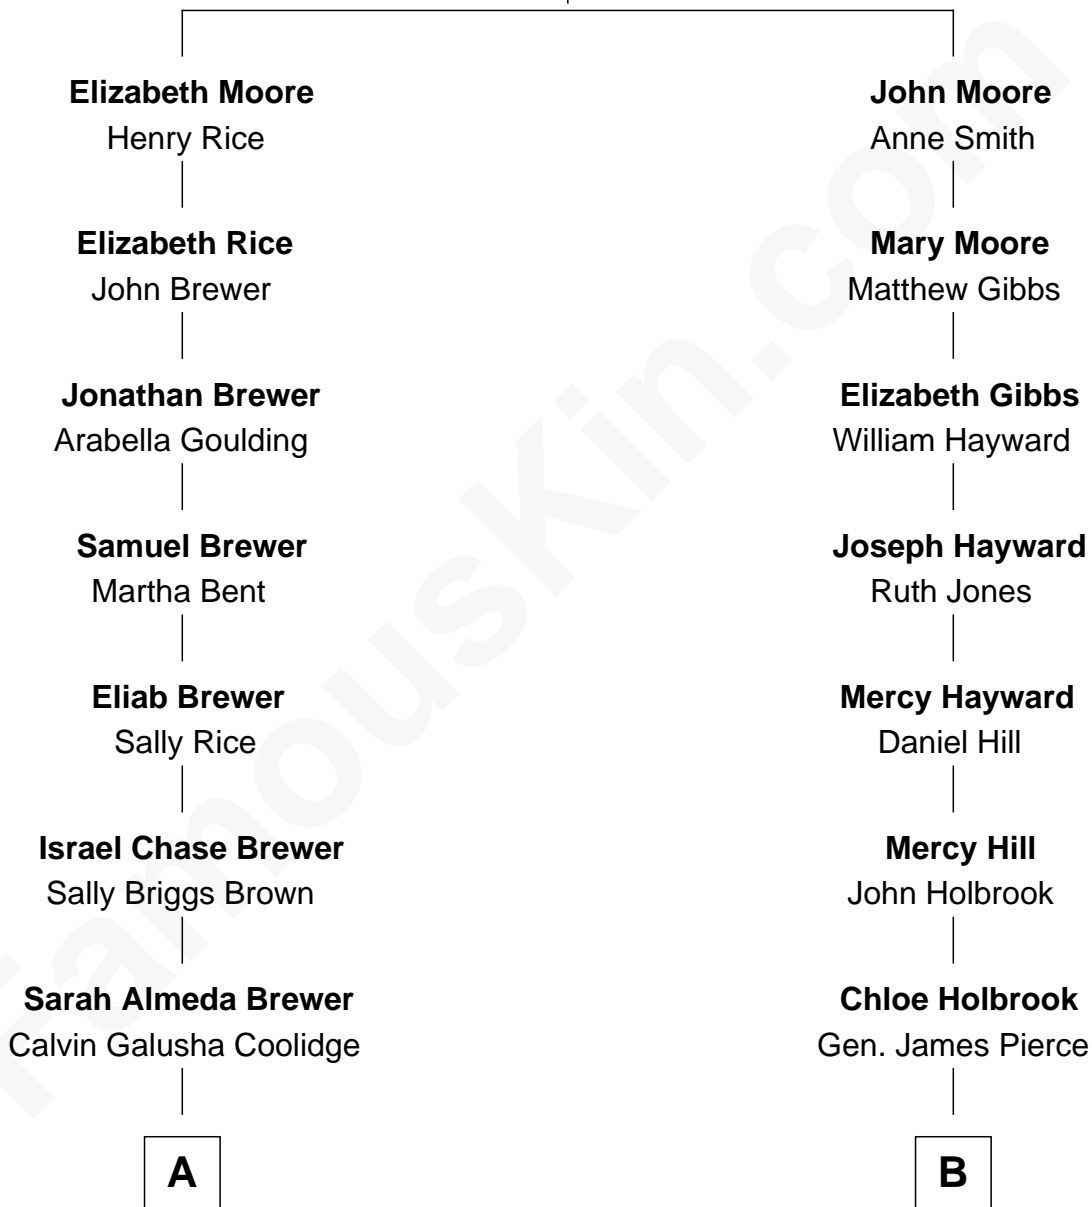 Elizabeth Moore
Henry Rice
John Moore
Anne Smith
Elizabeth Rice
John Brewer
Mary Moore
Matthew Gibbs
Jonathan Brewer
Arabella Goulding
Elizabeth Gibbs
William Hayward
Samuel Brewer
Martha Bent
Joseph Hayward
Ruth Jones
Eliab Brewer
Sally Rice
Mercy Hayward
Daniel Hill
Israel Chase Brewer
Sally Briggs Brown
Mercy Hill
John Holbrook
Sarah Almeda Brewer
Calvin Galusha Coolidge
Chloe Holbrook
Gen. James Pierce
A
B
FamousKin.com